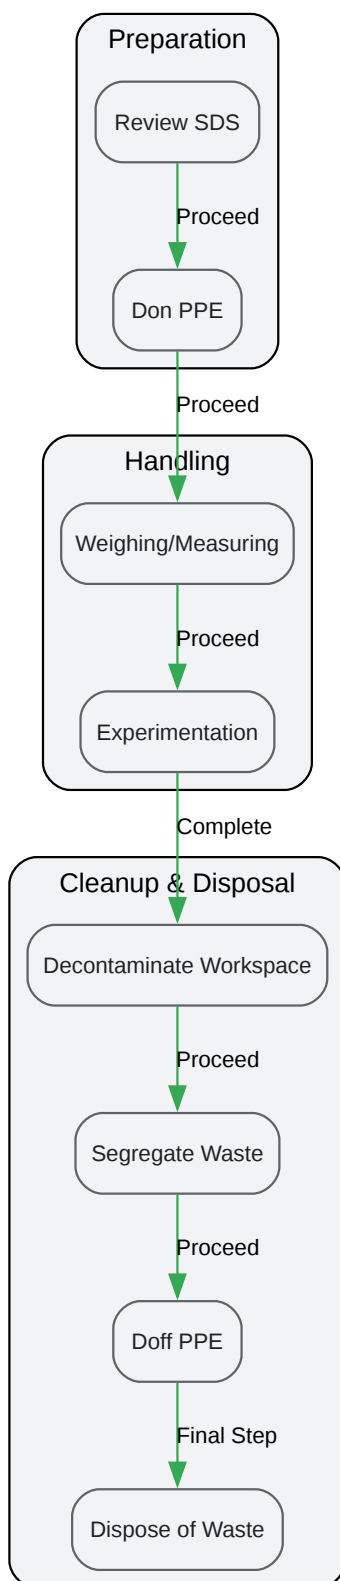 Preparation
Review SDS
Proceed
Don PPE
Proceed
Handling
Weighing/Measuring
Proceed
Experimentation
Complete
Cleanup & Disposal
Decontaminate Workspace
Proceed
Segregate Waste
Proceed
Doff PPE
Final Step
Dispose of Waste